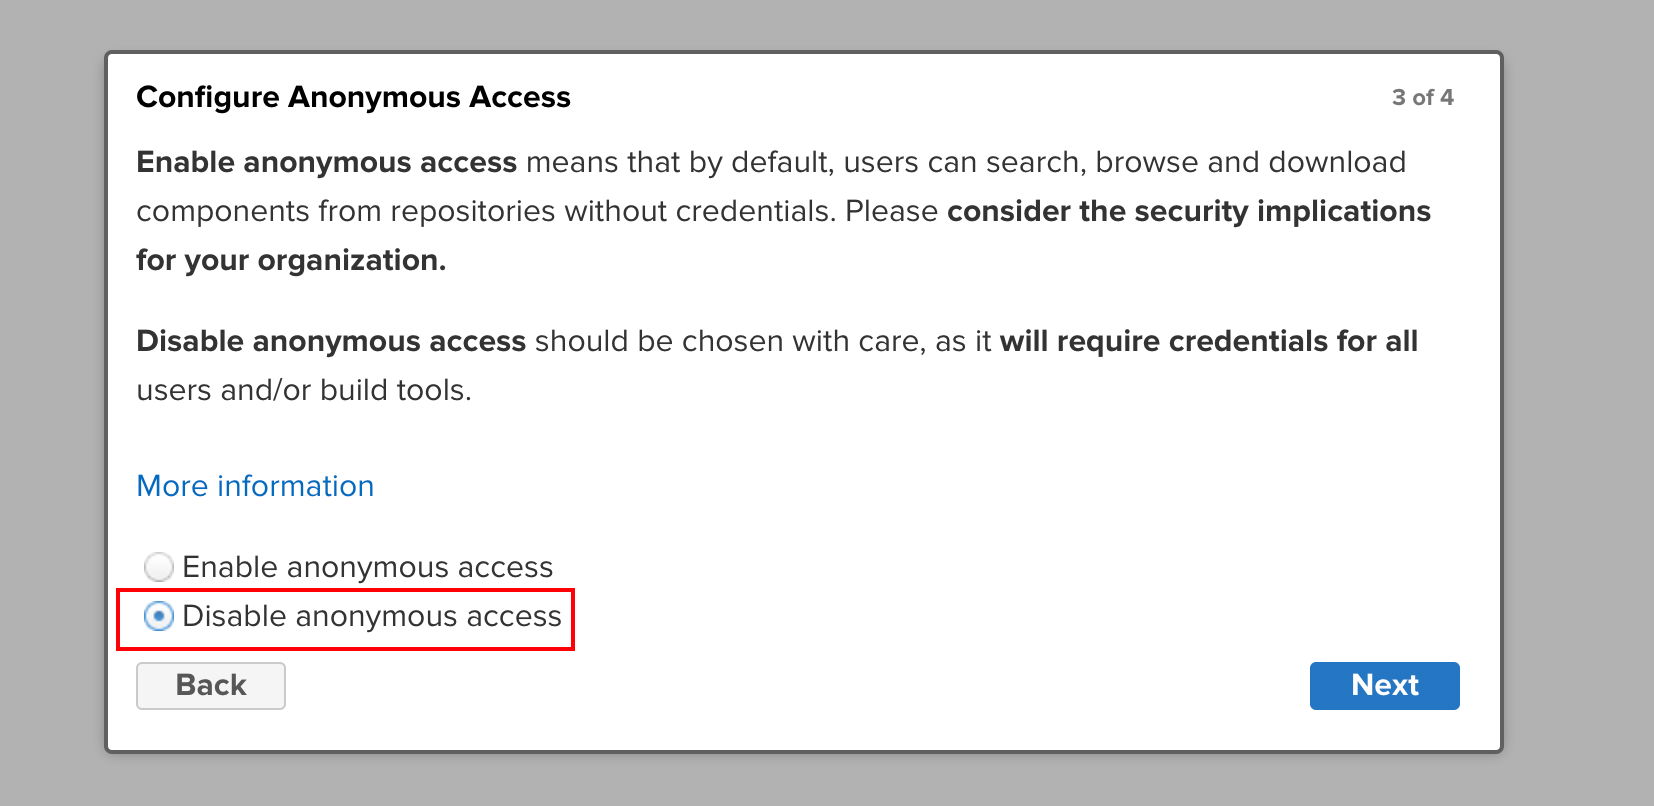 Configure Anonymous Access
3 of 4
Enable anonymous access means that by default, users can search, browse and download
components from repositories without credentials. Please consider the security implications
for your organization.
Disable anonymous access should be chosen with care, as it will require credentials for all
users and/or build tools.
More information
Enable anonymous access
Disable anonymous access
Back
Next